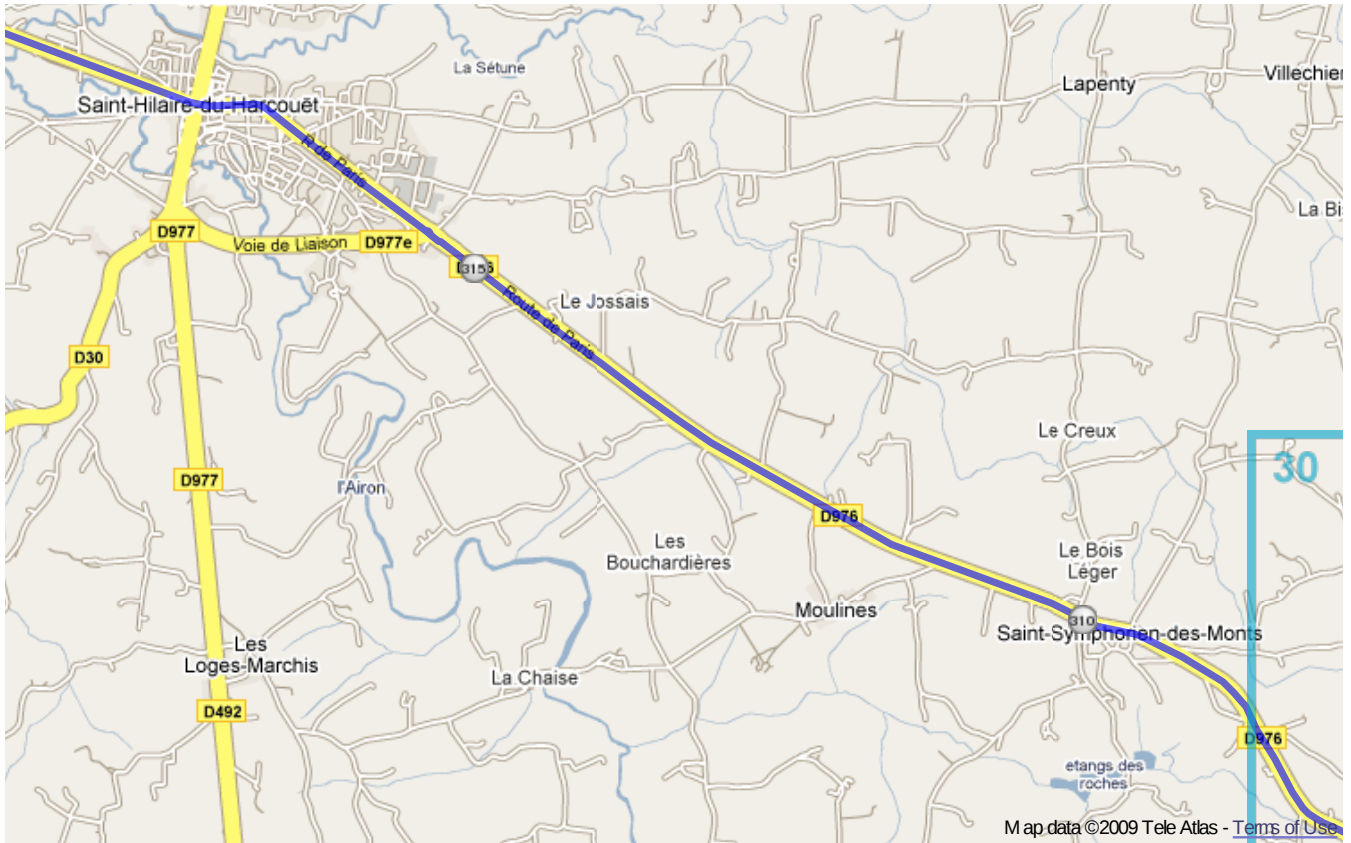 La Sétune
Lapenty
Villechier
Saint-Hilaire-du-Harcouët
R de Paris
La Bi
D977
Voie de Liaison
D977e
315
Route de Paris
Le Jossais
D30
Le Creux
30
D977
l'Airon
D976
Les
Bouchardières
Le Bois
Léger
Moulines
310
Saint-Symphorien-des-Monts
Les
Loges-Marchis
La Chaise
D492
D976
etangs des
roches
Map data ©2009 Tele Atlas - Terms of Use